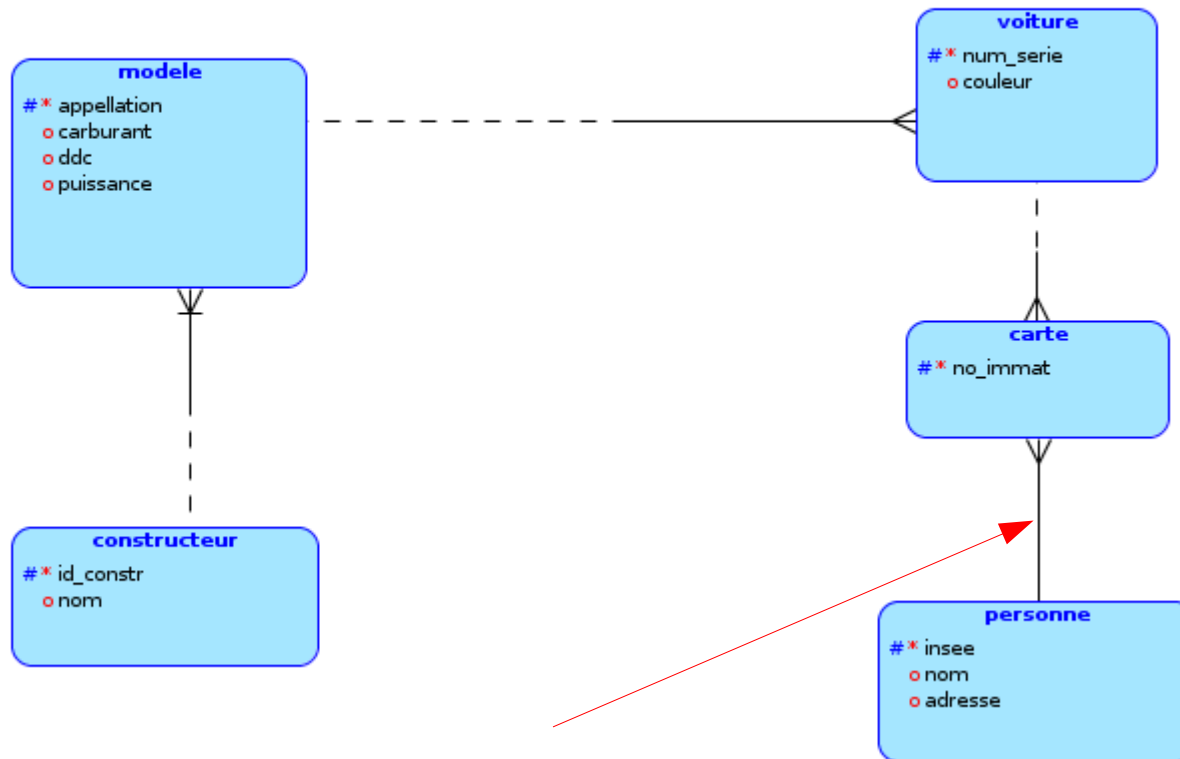 modele
#* appellation
o carburant
o ddc
o puissance
voiture
#* num_serie
o couleur
carte
#* no_immat
constructeur
#* id_constr
o nom
personne
#* insee
o nom
o adresse